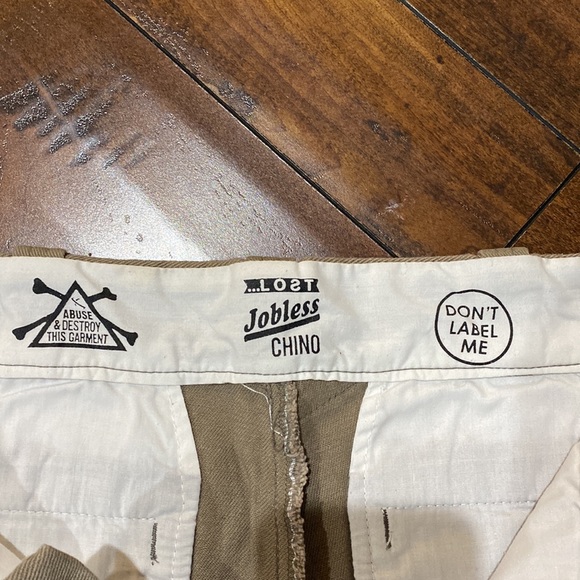 ABUSE
& DESTROY
THIS GARMENT
...LOST
Jobless
CHINO
DON'T
LABEL
ME